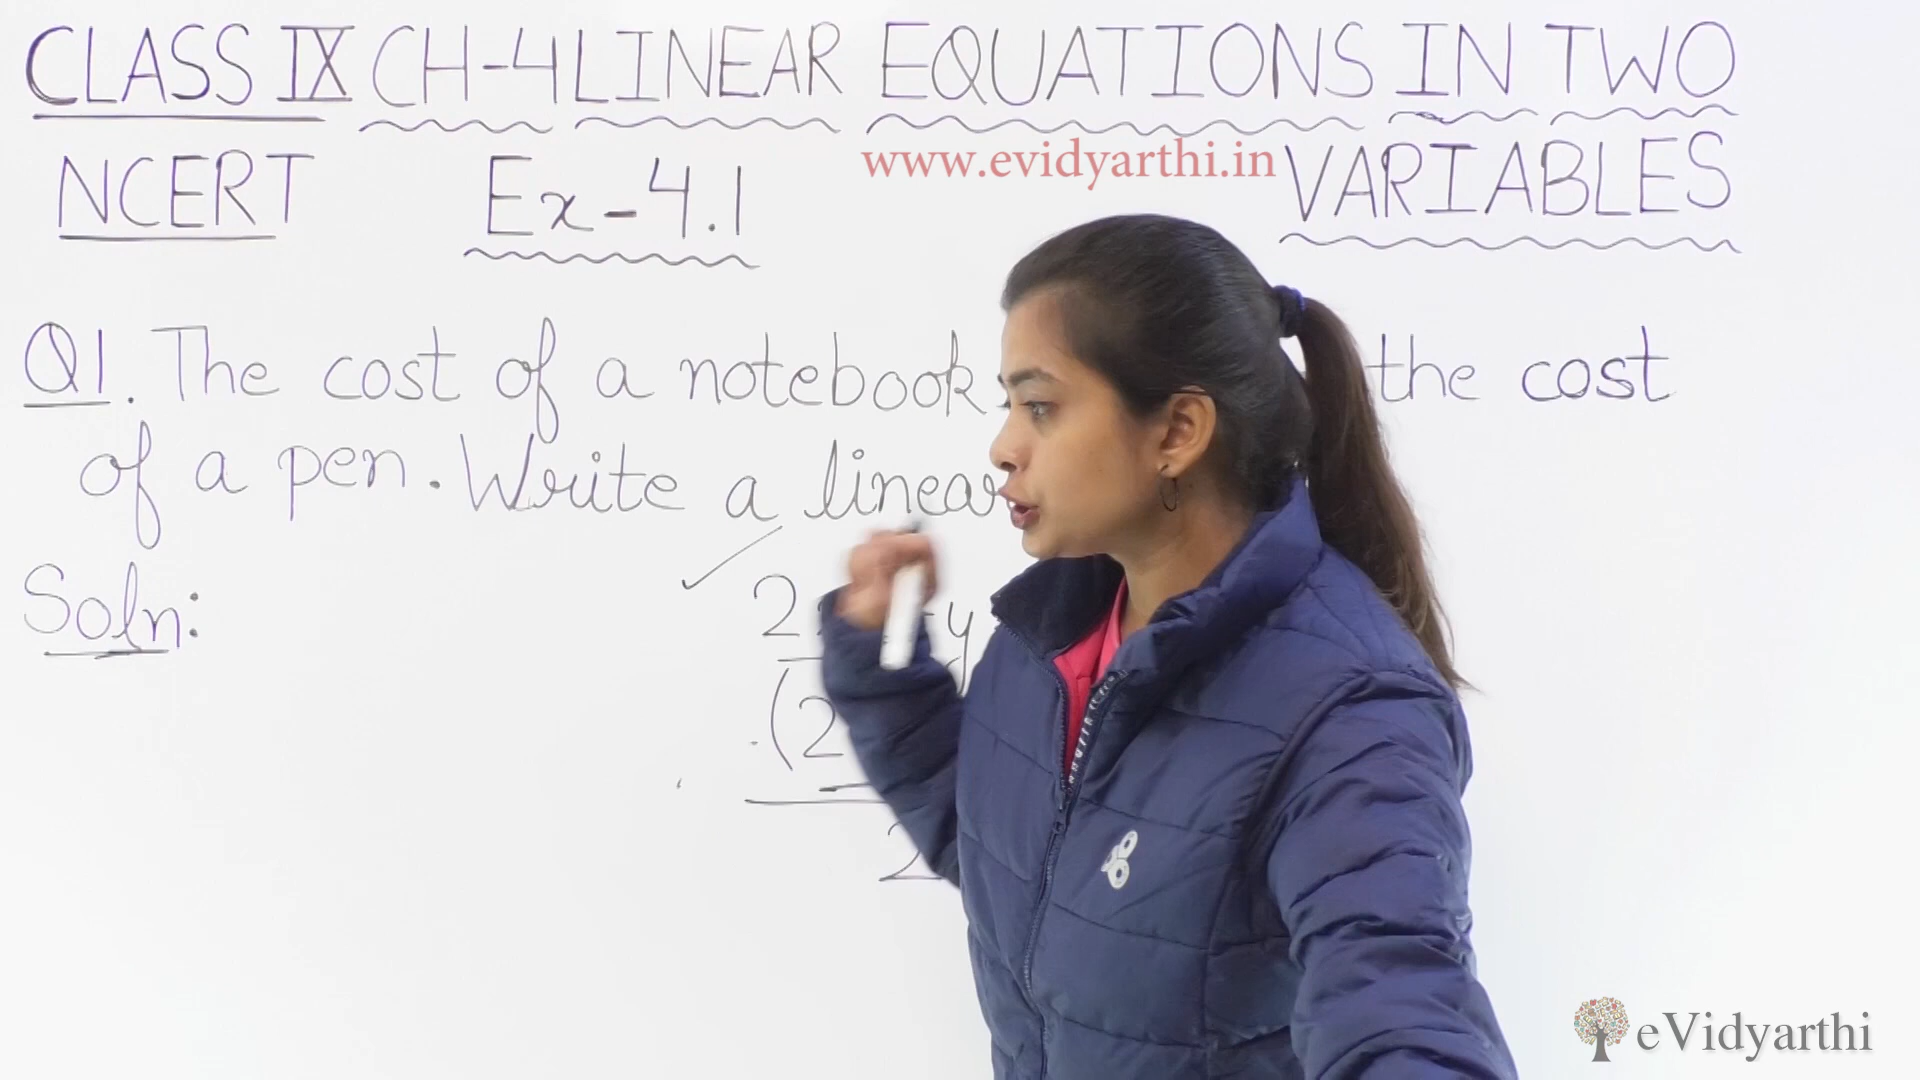 CLASS IX CH-4 LINEAR EQUATIONS IN TWO
www.evidyarthi.in VARIABLES
NCERT Ex-4.1
Q1. The cost of a notebook the cost
of a pen. Write a linear
Soln:
2 y
(2
2
eVidyarthi